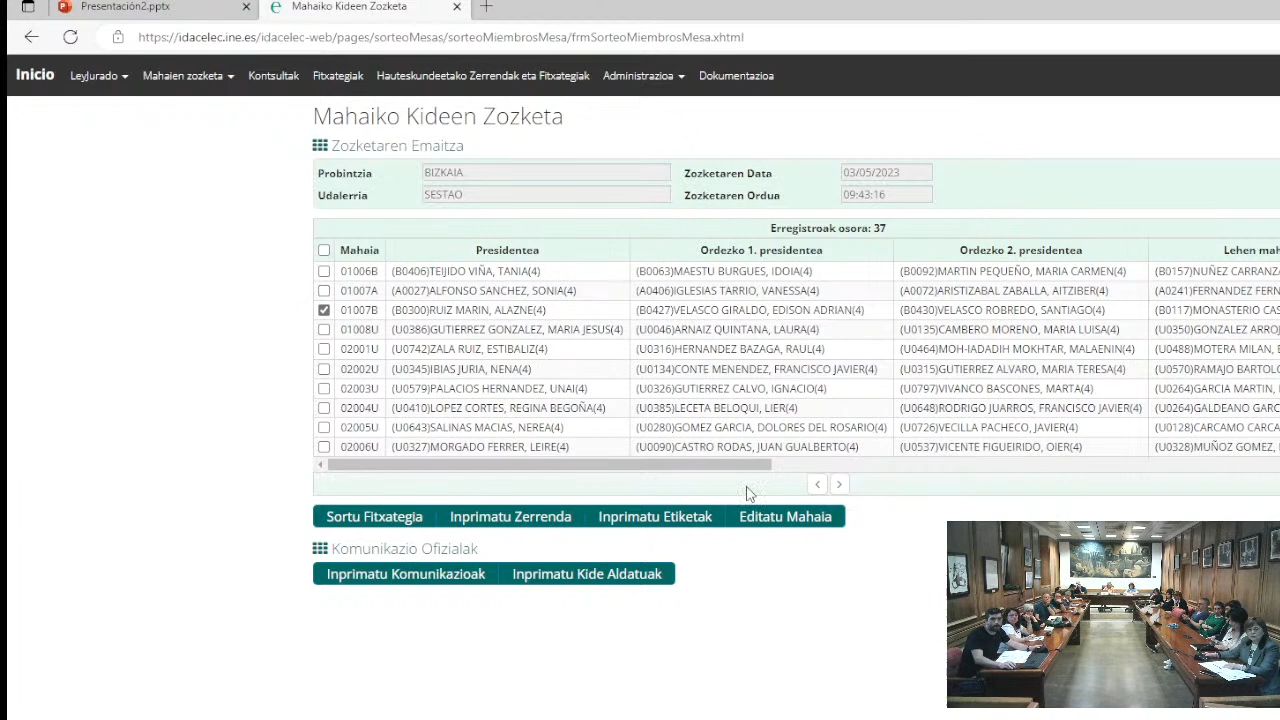 Presentación2.pptx
Mahaiko Kideen Zozketa
https://idacelec.ine.es/idacelec-web/pages/sorteoMesas/sorteoMiembrosMesa/frmSorteoMiembrosMesa.xhtml
Inicio LeyJurado Mahaien zozketa Kontsultak Fitxategiak Hauteskundeetako Zerrendak eta Fitxategiak Administrazioa Dokumentazioa
Mahaiko Kideen Zozketa
Zozketaren Emaitza
Probintzia BIZKAIA Zozketaren Data 03/05/2023
Udalerria SESTAO Zozketaren Ordua 09:43:16
Erregistroak osora: 37
Mahaia Presidentea Ordezko 1. presidentea Ordezko 2. presidentea Lehen mah
01006B (B0406)TEIJIDO VIÑA, TANIA(4) (B0063)MAESTU BURGUES, IDOIA(4) (B0092)MARTIN PEQUEÑO, MARIA CARMEN(4) (B0157)NUÑEZ CARRANZA
01007A (A0027)ALFONSO SANCHEZ, SONIA(4) (A0406)IGLESIAS TARRIO, VANESSA(4) (A0072)ARISTIZABAL ZABALLA, AITZIBER(4) (A0241)FERNANDEZ FERN
01007B (B0300)RUIZ MARIN, ALAZNE(4) (B0427)VELASCO GIRALDO, EDISON ADRIAN(4) (B0430)VELASCO ROBREDO, SANTIAGO(4) (B0117)MONASTERIO CAS
01008U (U0386)GUTIERREZ GONZALEZ, MARIA JESUS(4) (U0046)ARNAIZ QUINTANA, LAURA(4) (U0135)CAMBERO MORENO, MARIA LUISA(4) (U0350)GONZALEZ ARROJ
02001U (U0742)ZALA RUIZ, ESTIBALIZ(4) (U0316)HERNANDEZ BAZAGA, RAUL(4) (U0464)MOH-IADADIH MOKHTAR, MALAENIN(4) (U0488)MOTERA MILAN, E
02002U (U0345)IBIAS JURIA, NENA(4) (U0134)CONTE MENENDEZ, FRANCISCO JAVIER(4) (U0315)GUTIERREZ ALVARO, MARIA TERESA(4) (U0570)RAMAJO BARTOLO
02003U (U0579)PALACIOS HERNANDEZ, UNAI(4) (U0326)GUTIERREZ CALVO, IGNACIO(4) (U0797)VIVANCO BASCONES, MARTA(4) (U0264)GARCIA MARTIN, I
02004U (U0410)LOPEZ CORTES, REGINA BEGOÑA(4) (U0385)LECETA BELOQUI, LIER(4) (U0648)RODRIGO JUARROS, FRANCISCO JAVIER(4) (U0264)GALDEANO GARC
02005U (U0643)SALINAS MACIAS, NEREA(4) (U0280)GOMEZ GARCIA, DOLORES DEL ROSARIO(4) (U0726)VECILLA PACHECO, JAVIER(4) (U0128)CARCAMO CARCA
02006U (U0327)MORGADO FERRER, LEIRE(4) (U0090)CASTRO RODAS, JUAN GUALBERTO(4) (U0537)VICENTE FIGUEIRIDO, OIER(4) (U0328)MUÑOZ GOMEZ,
Sortu Fitxategia Inprimatu Zerrenda Inprimatu Etiketak Editatu Mahaia
Komunikazio Ofizialak
Inprimatu Komunikazioak Inprimatu Kide Aldatuak